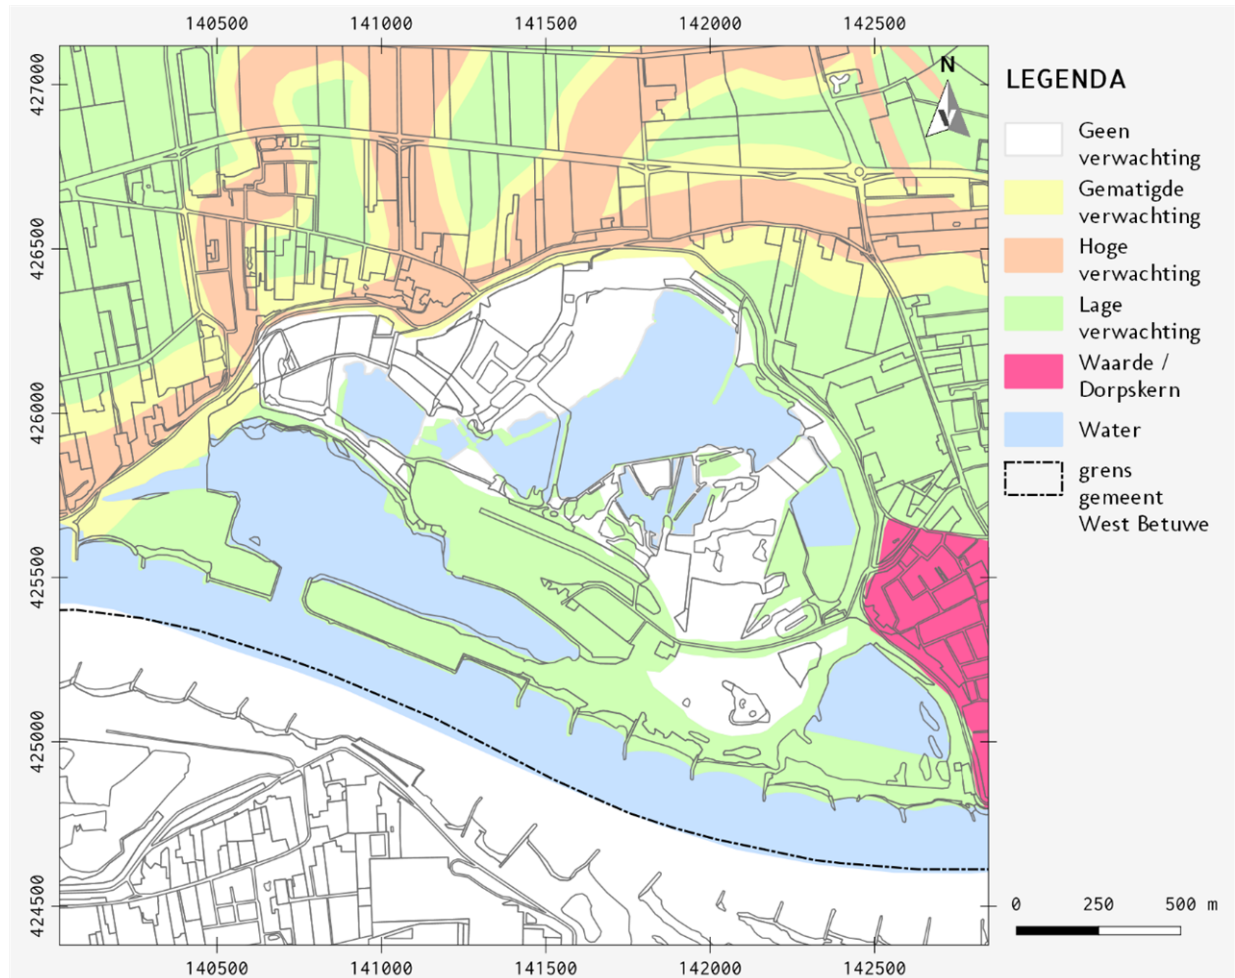 140500 141000 141500 142000 142500
427000
426500
426000
425500
425000
424500
N
LEGENDA
Geen
verwachting
Gematigde
verwachting
Hoge
verwachting
Lage
verwachting
Waarde /
Dorpskern
Water
grens
gemeent
West Betuwe
0 250 500 m
140500 141000 141500 142000 142500